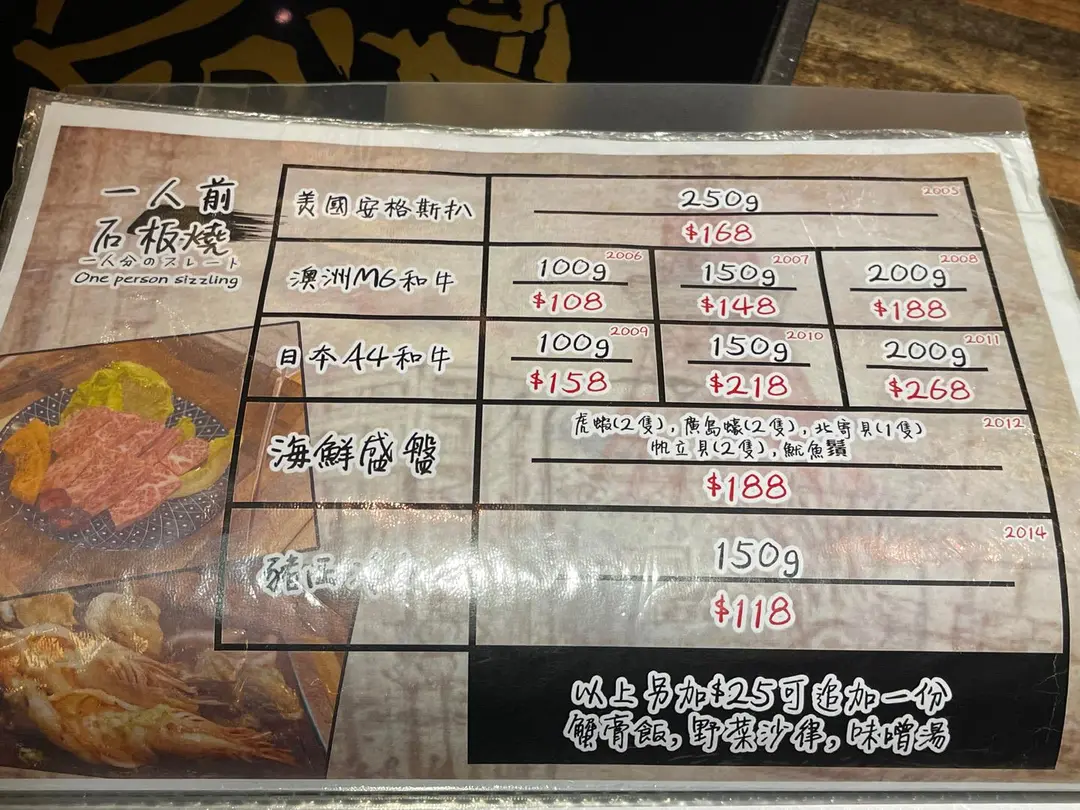 一人前
石板燒
一人分のスレート
One person sizzling
美國安格斯扒
250g
2005
$168
澳洲M6和牛
100g
2006
$108
150g
2007
$148
200g
2008
$188
日本A4和牛
100g
2009
$158
150g
2010
$218
200g
2011
$268
海鮮盛盤
虎蝦(2隻),廣島蠔(2隻),北寄貝(1隻)
帆立貝(2隻),魷魚鬚
2012
$188
豬
150g
2014
$118
以上另加$25可追加一份
蟹膏飯,野菜沙律,味噌湯